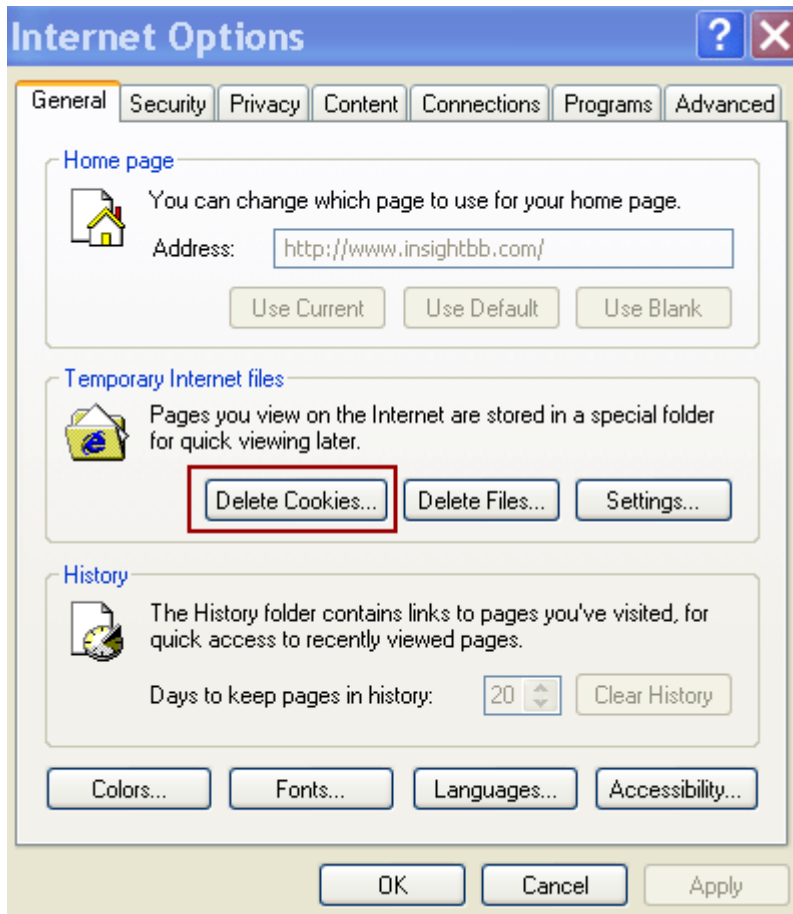 Internet Options
?
General Security Privacy Content Connections Programs Advanced
Home page
You can change which page to use for your home page.
Address: http://www.insightbb.com/
Use Current Use Default Use Blank
Temporary Internet files
Pages you view on the Internet are stored in a special folder
for quick viewing later.
Delete Cookies... Delete Files... Settings...
History
The History folder contains links to pages you've visited, for
quick access to recently viewed pages.
Days to keep pages in history: 20 Clear History
Colors... Fonts... Languages... Accessibility...
OK Cancel Apply